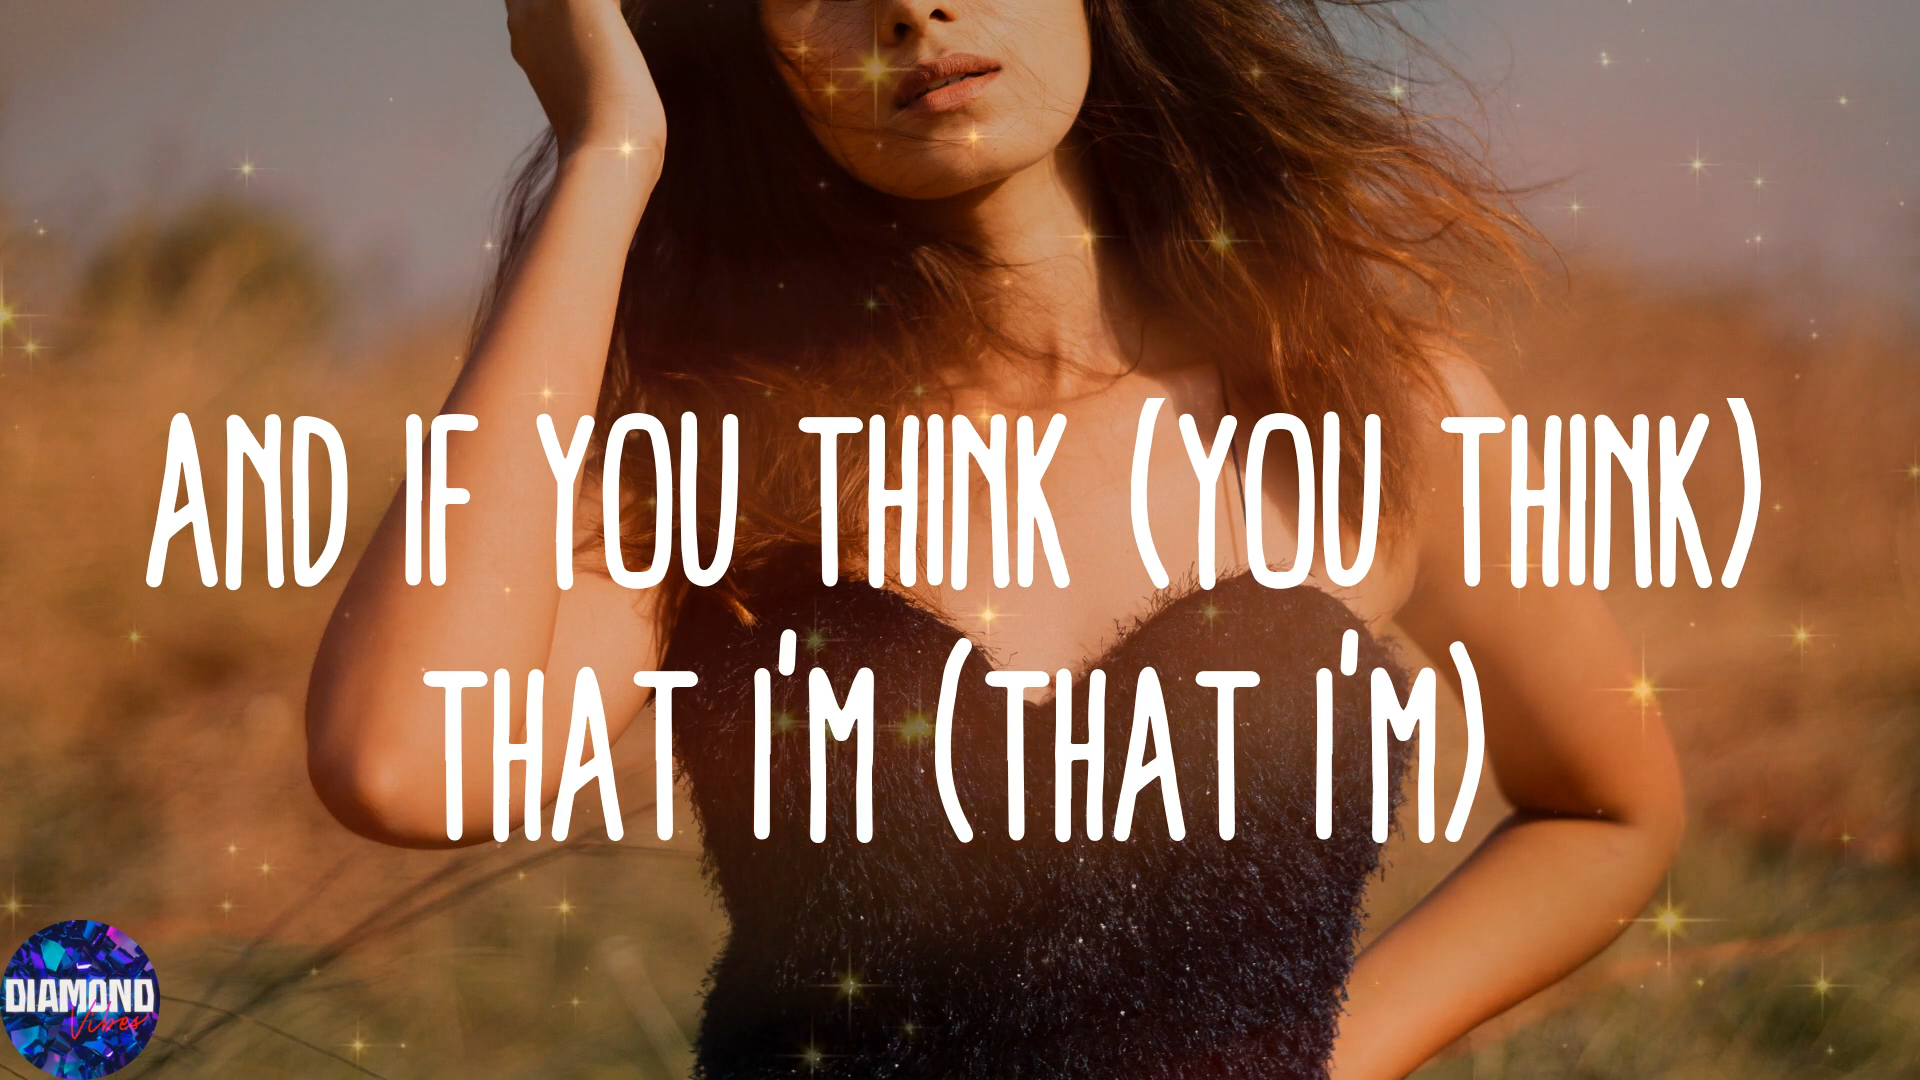 AND IF YOU THINK (YOU THINK)
THAT I'M (THAT I'M)
DIAMOND
Vibes